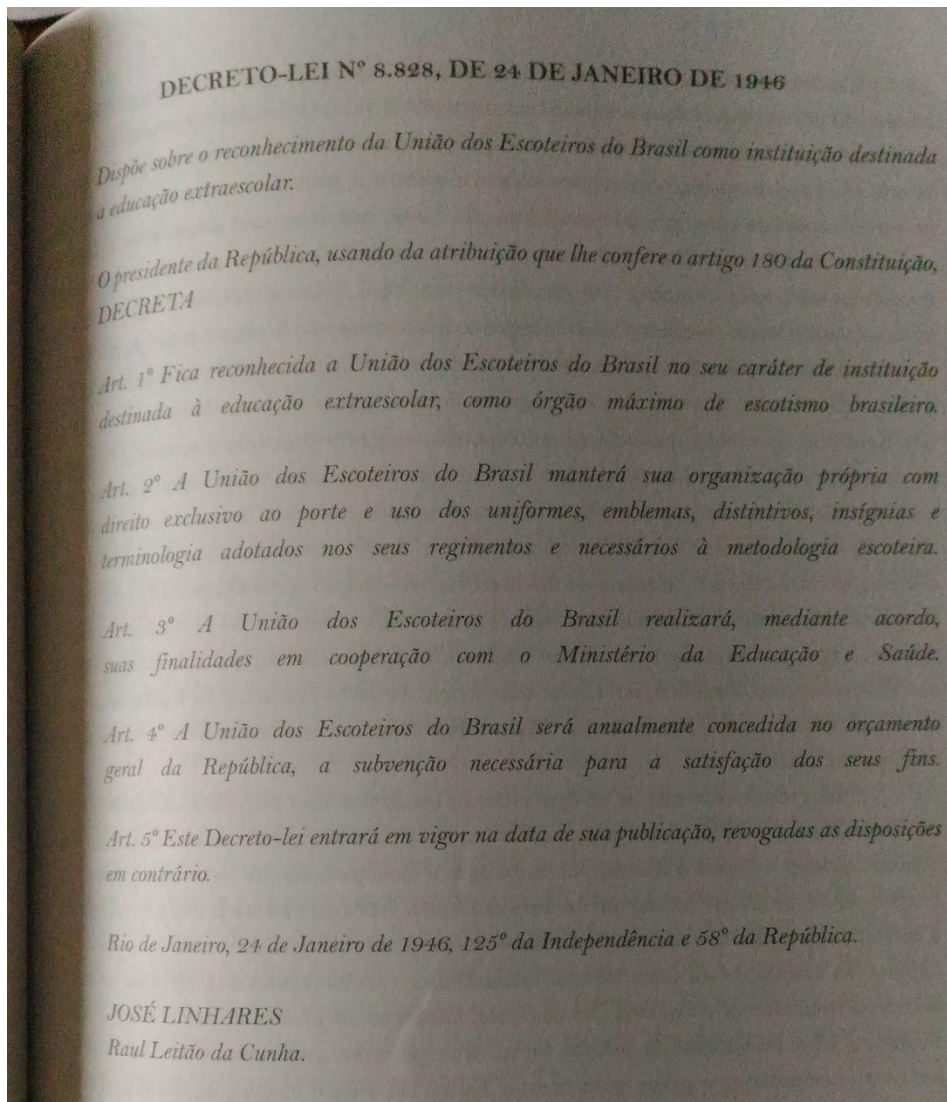 DECRETO-LEI Nº 8.828, DE 24 DE JANEIRO DE 1946
Dispõe sobre o reconhecimento da União dos Escoteiros do Brasil como instituição destinada
a educação extraescolar.
O presidente da República, usando da atribuição que lhe confere o artigo 180 da Constituição,
DECRETA
Art. 1º Fica reconhecida a União dos Escoteiros do Brasil no seu caráter de instituição
destinada à educação extraescolar, como órgão máximo de escotismo brasileiro.
Art. 2º A União dos Escoteiros do Brasil manterá sua organização própria com
direito exclusivo ao porte e uso dos uniformes, emblemas, distintivos, insígnias e
terminologia adotados nos seus regimentos e necessários à metodologia escoteira.
Art. 3º A União dos Escoteiros do Brasil realizará, mediante acordo,
suas finalidades em cooperação com o Ministério da Educação e Saúde.
Art. 4º A União dos Escoteiros do Brasil será anualmente concedida no orçamento
geral da República, a subvenção necessária para a satisfação dos seus fins.
Art. 5º Este Decreto-lei entrará em vigor na data de sua publicação, revogadas as disposições
em contrário.
Rio de Janeiro, 24 de Janeiro de 1946, 125º da Independência e 58º da República.
JOSÉ LINHARES
Raul Leitão da Cunha.